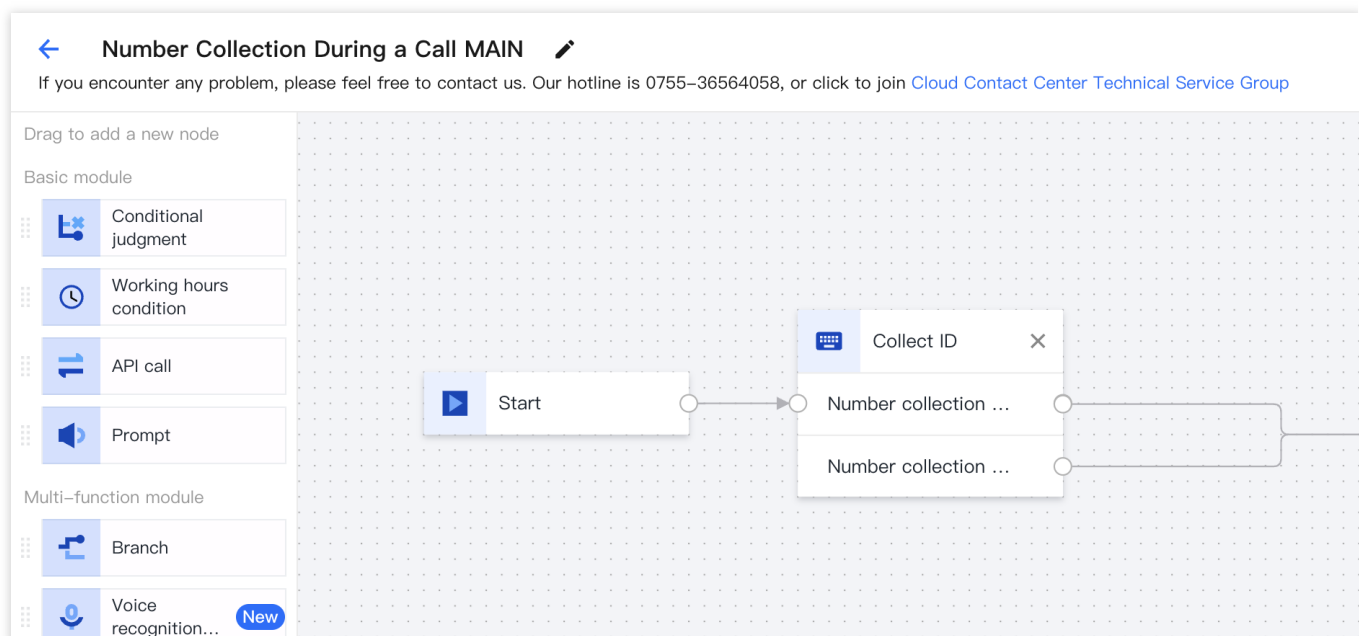 Number Collection During a Call MAIN
If you encounter any problem, please feel free to contact us. Our hotline is 0755-36564058, or click to join Cloud Contact Center Technical Service Group
Drag to add a new node
Basic module
Conditional
judgment
Working hours
condition
API call
Prompt
Multi-function module
Branch
Voice
recognition...
New
Start
Collect ID
Number collection ...
Number collection ...